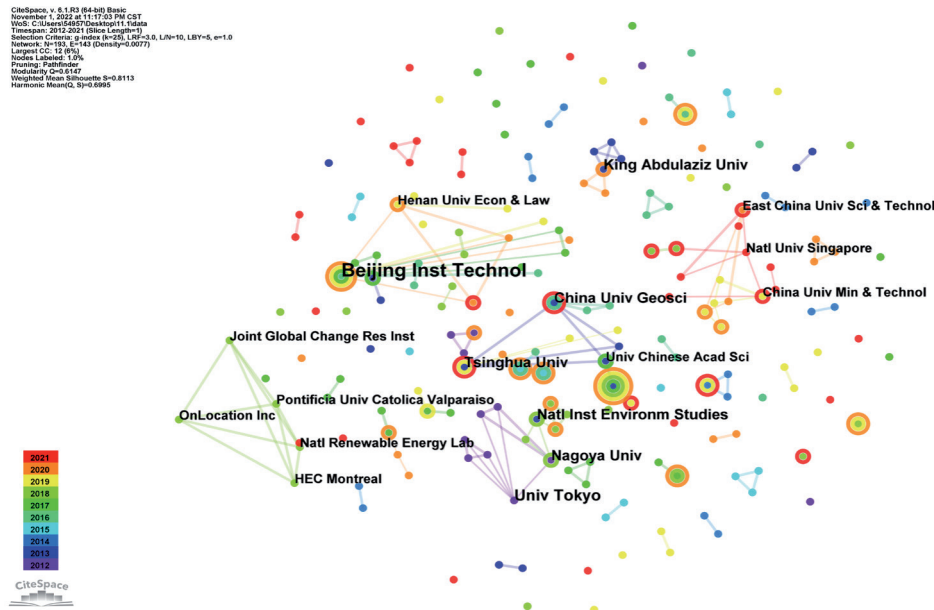 CiteSpace, v. 6.1.R3 (64-bit) Basic
November 1, 2022 at 11:17:03 PM CST
WoS: C:\Users\54957\Desktop\11.1\data
Timespan: 2012-2021 (Slice Length=1)
Selection Criteria: g-index (k=25), LRF=3.0, L/N=10, LBY=5, e=1.0
Network: N=193, E=143 (Density=0.0077)
Largest CC: 12 (6%)
Nodes Labeled: 1.0%
Pruning: Pathfinder
Modularity Q=0.6147
Weighted Mean Silhouette S=0.8113
Harmonic Mean(Q, S)=0.6995
King Abdulaziz Univ
Henan Univ Econ & Law
East China Univ Sci & Technol
Natl Univ Singapore
Beijing Inst Technol
China Univ Min & Technol
China Univ Geosci
Joint Global Change Res Inst
Univ Chinese Acad Sci
Tsinghua Univ
Pontificia Univ Catolica Valparaiso
OnLocation Inc
Natl Inst Environm Studies
Natl Renewable Energy Lab
Nagoya Univ
HEC Montreal
Univ Tokyo
2021
2020
2019
2018
2017
2016
2015
2014
2013
2012
CiteSpace